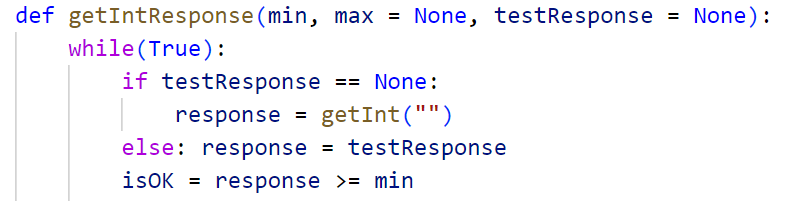 def getIntResponse(min, max = None, testResponse = None):
    while(True):
        if testResponse == None:
            response = getInt("")
        else: response = testResponse
        isOK = response >= min